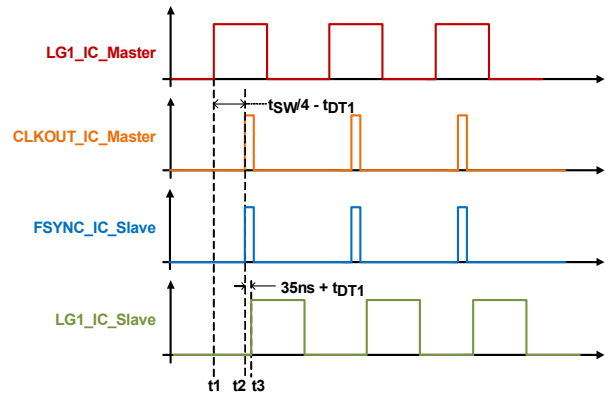 LG1_IC_Master
tSW/4 - tDT1
CLKOUT_IC_Master
FSYNC_IC_Slave
35ns + tDT1
LG1_IC_Slave
t1 t2 t3